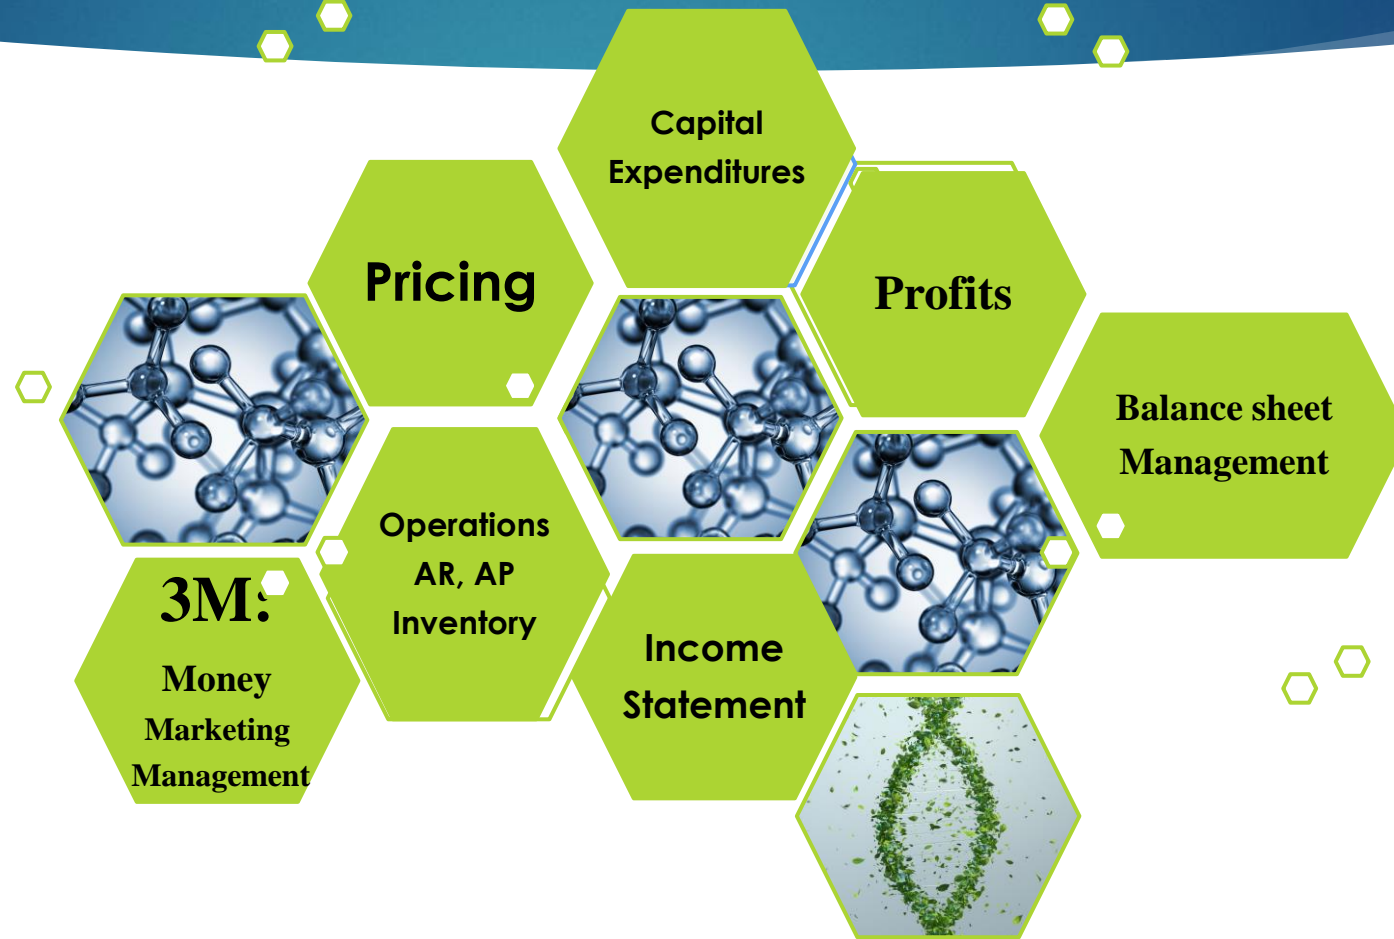 Capital
Expenditures
Pricing
Profits
Balance sheet
Management
Operations
AR, AP
Inventory
3M:
Money
Marketing
Management
Income
Statement